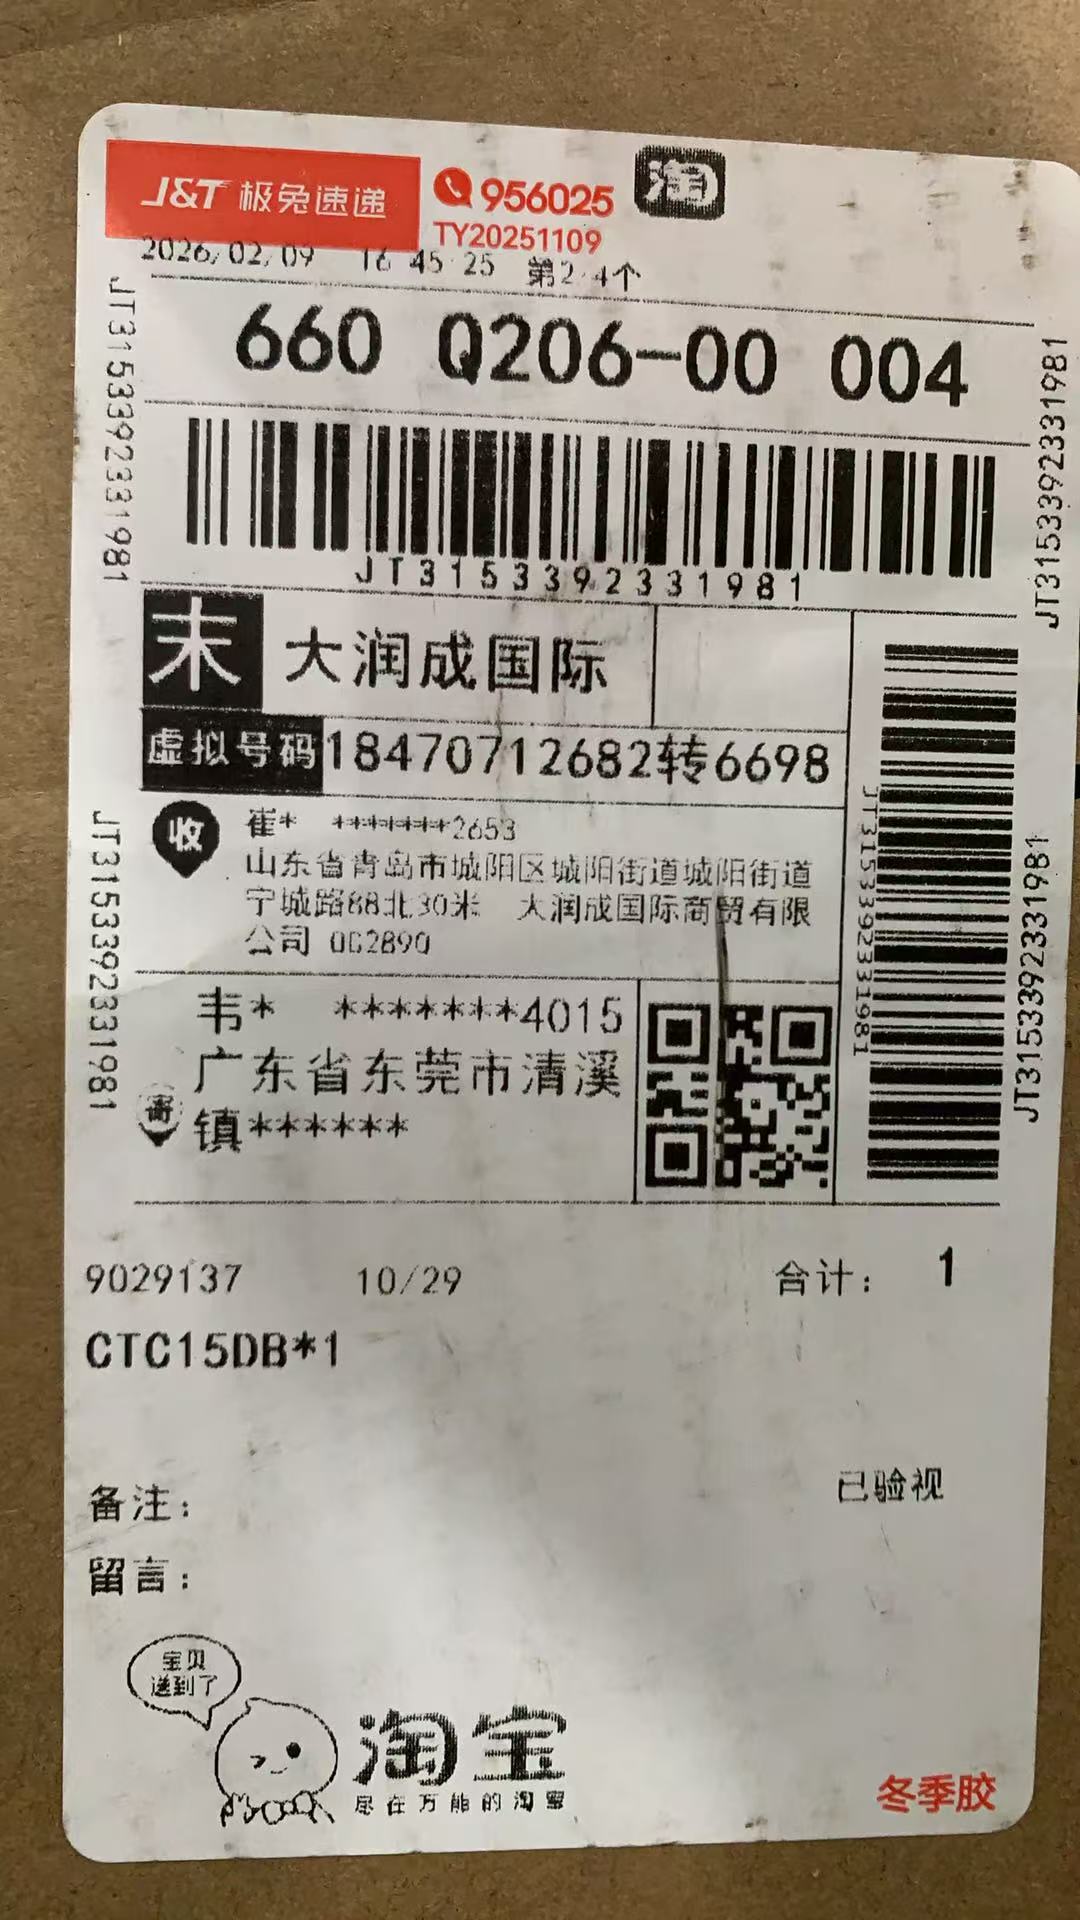 J&T 极兔速递
956025
淘
TY20251109
2026/02/09 16 45 25 第2 4个
660 Q206-00 004
JT3153392331981
JT3153392331981
JT3153392331981
末 大润成国际
虚拟号码 18470712682转6698
收 崔* *******2653
山东省青岛市城阳区城阳街道城阳街道
宁城路88北30米 大润成国际商贸有限
公司
JT3153392331981
JT3153392331981
JT3153392331981
韦* *******4015
广东省东莞市清溪
寄 镇******
9029137 10/29 合计： 1
CTC15DB*1
已验视
备注：
留言：
宝贝
送到了
淘宝
尽在万能的淘宝
冬季胶